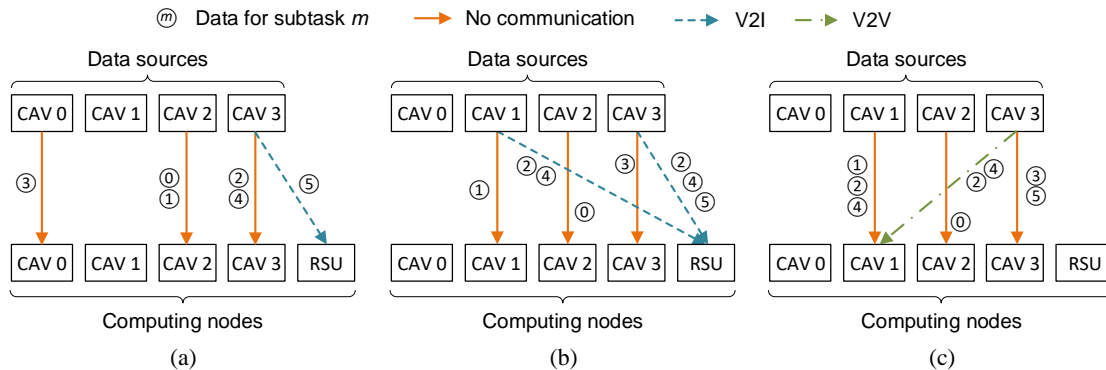 ⓜ Data for subtask m No communication V2I V2V
Data sources Data sources Data sources
CAV 0 CAV 1 CAV 2 CAV 3 CAV 0 CAV 1 CAV 2 CAV 3 CAV 0 CAV 1 CAV 2 CAV 3
③ ⓪ ① ② ④ ⑤ ① ② ④ ⓪ ③ ② ④ ⑤ ① ② ④ ⓪ ② ④ ③ ⑤
CAV 0 CAV 1 CAV 2 CAV 3 RSU CAV 0 CAV 1 CAV 2 CAV 3 RSU CAV 0 CAV 1 CAV 2 CAV 3 RSU
Computing nodes Computing nodes Computing nodes
(a) (b) (c)